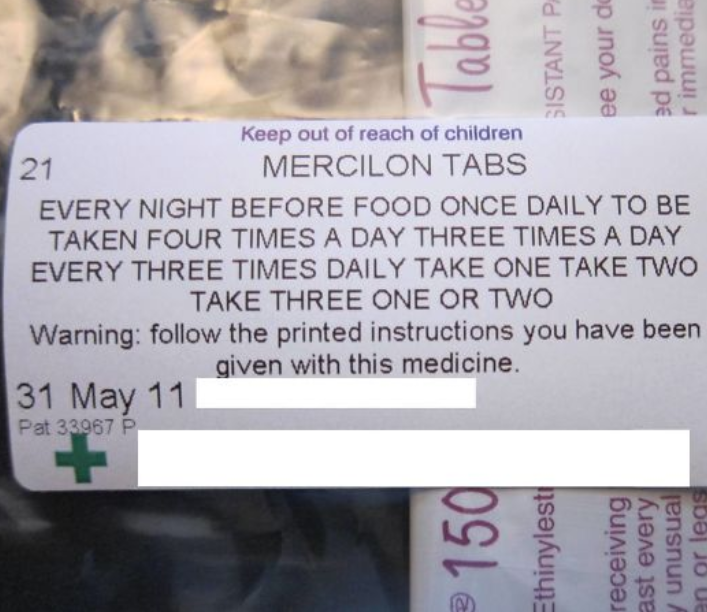 Table
SISTANT
ee your
ed pains
r
Keep out of reach of children
21
MERCILON TABS
EVERY NIGHT BEFORE FOOD ONCE DAILY TO BE
TAKEN FOUR TIMES A DAY THREE TIMES A DAY
EVERY THREE TIMES DAILY TAKE ONE TAKE TWO
TAKE THREE ONE OR TWO
Warning: follow the printed instructions you have been
given with this medicine.
31 May 11
Pat 33967 P
® 150
Ethinylest
receiving
ast every
unusual
or legs